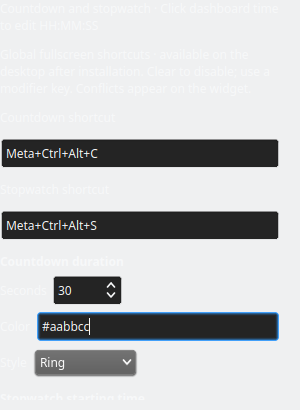 Countdown and stopwatch. Click dashboard time
to edit HH:MM:SS.
Global fullscreen shortcuts: available on the
desktop after installation. Clear to disable; use a
modifier key. Conflicts appear on the widget.
Countdown shortcut
Meta+Ctrl+Alt+C
Stopwatch shortcut
Meta+Ctrl+Alt+S
Countdown duration
Seconds 30
Color #aabbcc
Style Ring
Stopwatch starting time